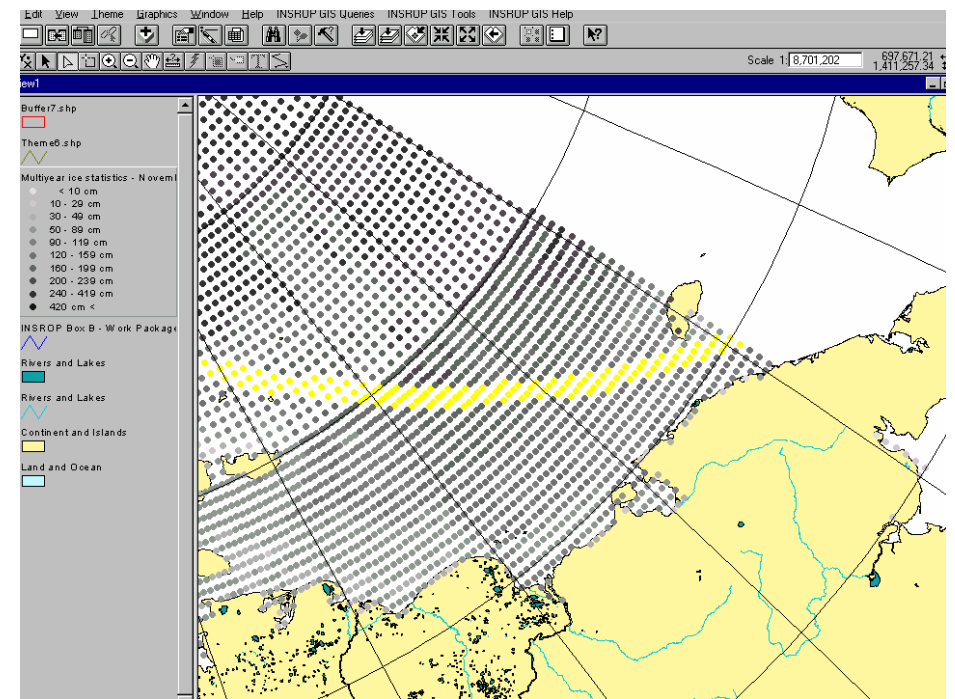 Edit View Theme Graphics Window Help INSROP GIS Queries INSROP GIS Tools INSROP GIS Help
Scale 1: 8,701,202 697,671.21
1,411,257.34
iew1
Buffer7.shp
Theme6.shp
Multiyear ice statistics - Novem
< 10 cm
10 - 29 cm
30 - 49 cm
50 - 89 cm
90 - 119 cm
120 - 159 cm
160 - 199 cm
200 - 239 cm
240 - 419 cm
420 cm <
INSROP Box B - Work Package
Rivers and Lakes
Rivers and Lakes
Continent and Islands
Land and Ocean